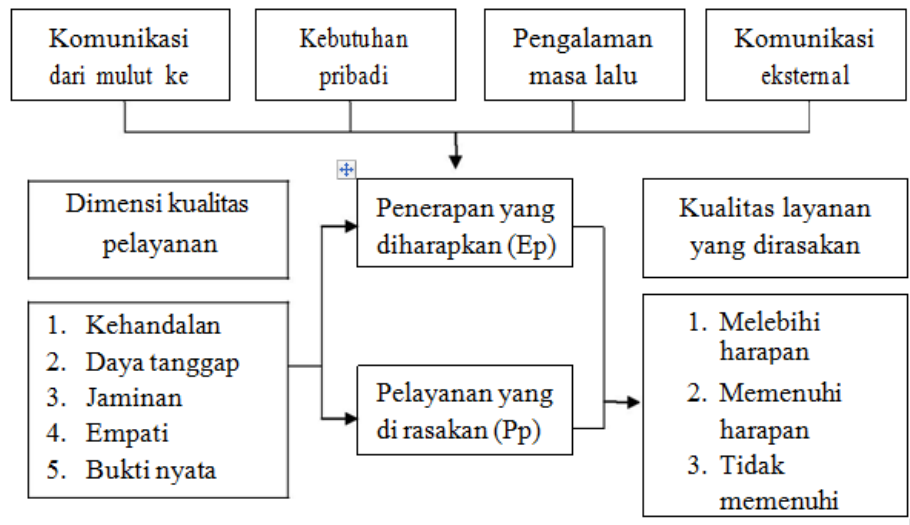 Komunikasi
dari mulut ke
Kebutuhan
pribadi
Pengalaman
masa lalu
Komunikasi
eksternal
Dimensi kualitas
pelayanan
Penerapan yang
diharapkan (Ep)
Kualitas layanan
yang dirasakan
1. Kehandalan
2. Daya tanggap
3. Jaminan
4. Empati
5. Bukti nyata
Pelayanan yang
di rasakan (Pp)
1. Melebihi
harapan
2. Memenuhi
harapan
3. Tidak
memenuhi